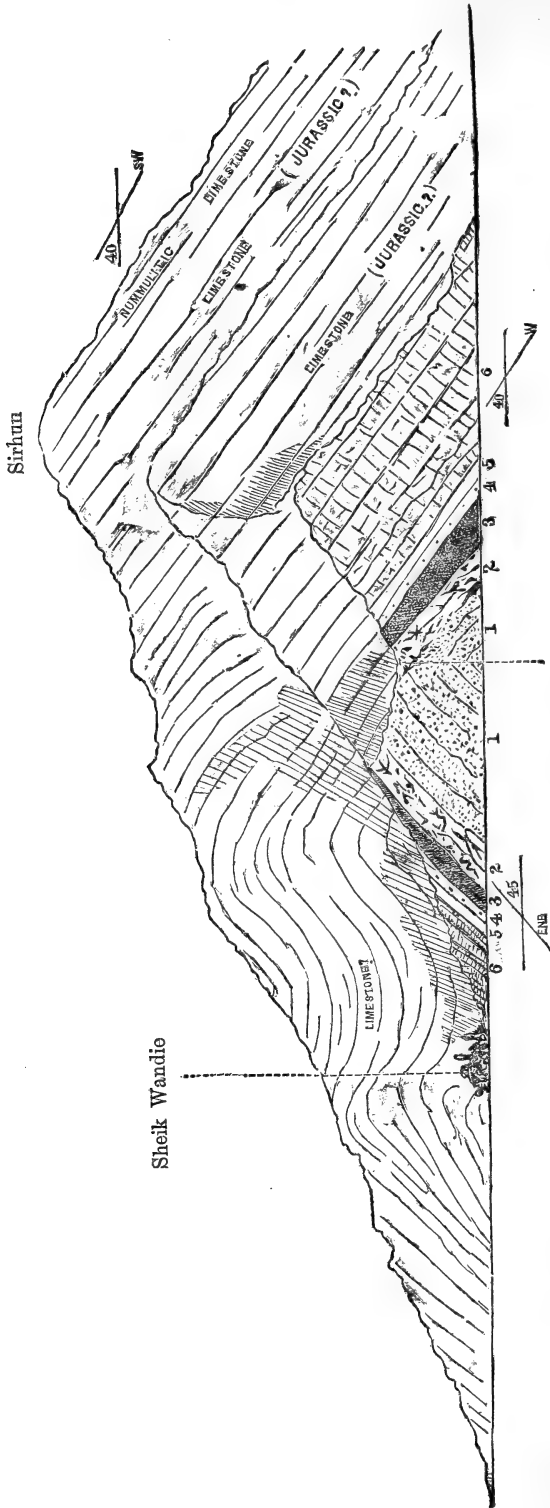 Sirhun
Sheik Wandie
40
SW
NUMMULITIC LIMESTONE
LIMESTONE (JURASSIC?)
LIMESTONE (JURASSIC.?.)
LIMESTONE?
6 5 4 3 2 1 1 2 3 4 5 6
45
ENE
40
W